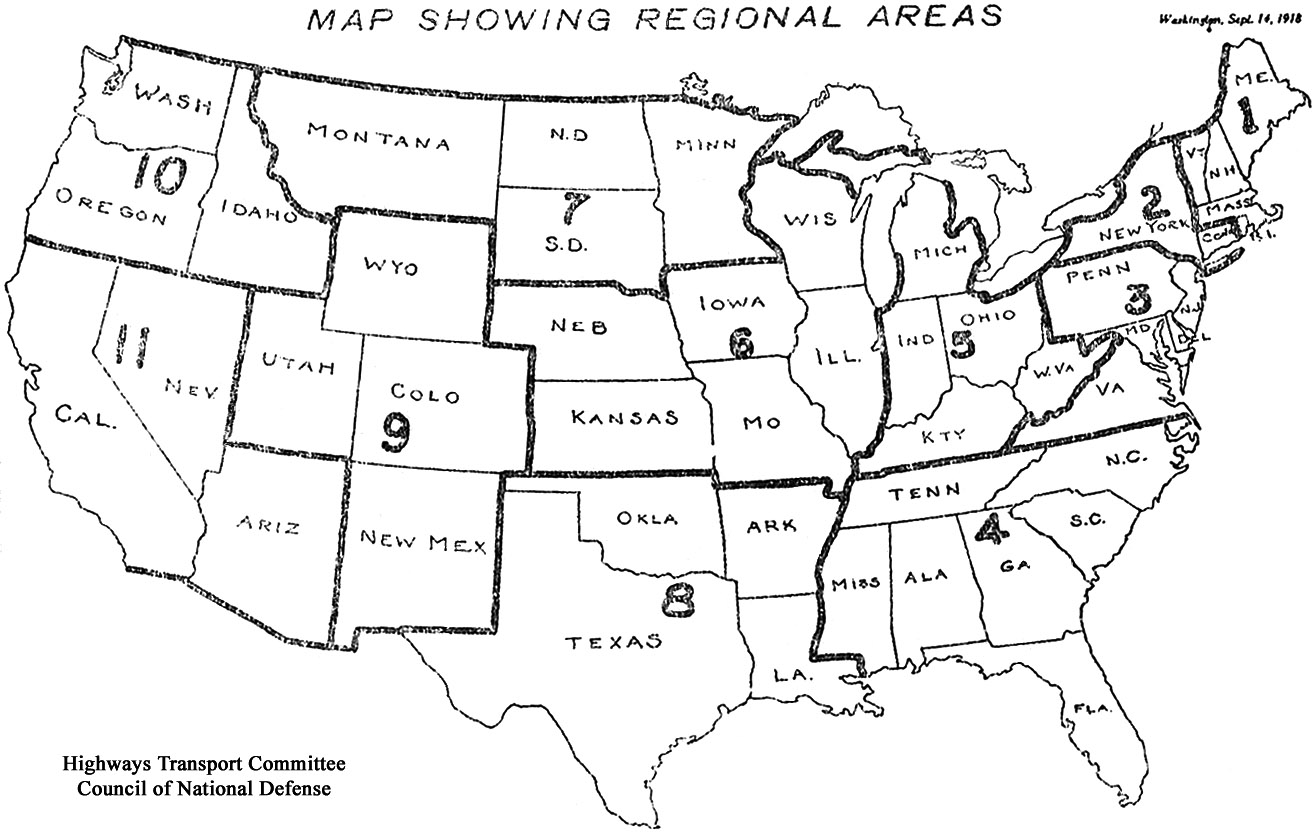 MAP SHOWING REGIONAL AREAS
Washington, Sept. 14, 1918
WASH
MONTANA
N.D
MINN
ME.
1
10
OREGON
IDAHO
7
S.D.
WIS
MICH
2
NEW YORK
VT
NH
MASS
CONN
R.I.
WYO
IOWA
6
PENN
3
N.J.
OHIO
5
IND
ILL.
MD
DEL
NEB
11
NEV.
UTAH
COLO
9
W.VA
VA
CAL.
KANSAS
MO
KTY
N.C.
TENN
S.C.
ARIZ
NEW MEX
OKLA
ARK
4
GA
MISS
ALA
8
TEXAS
LA.
FLA.
Highways Transport Committee
Council of National Defense